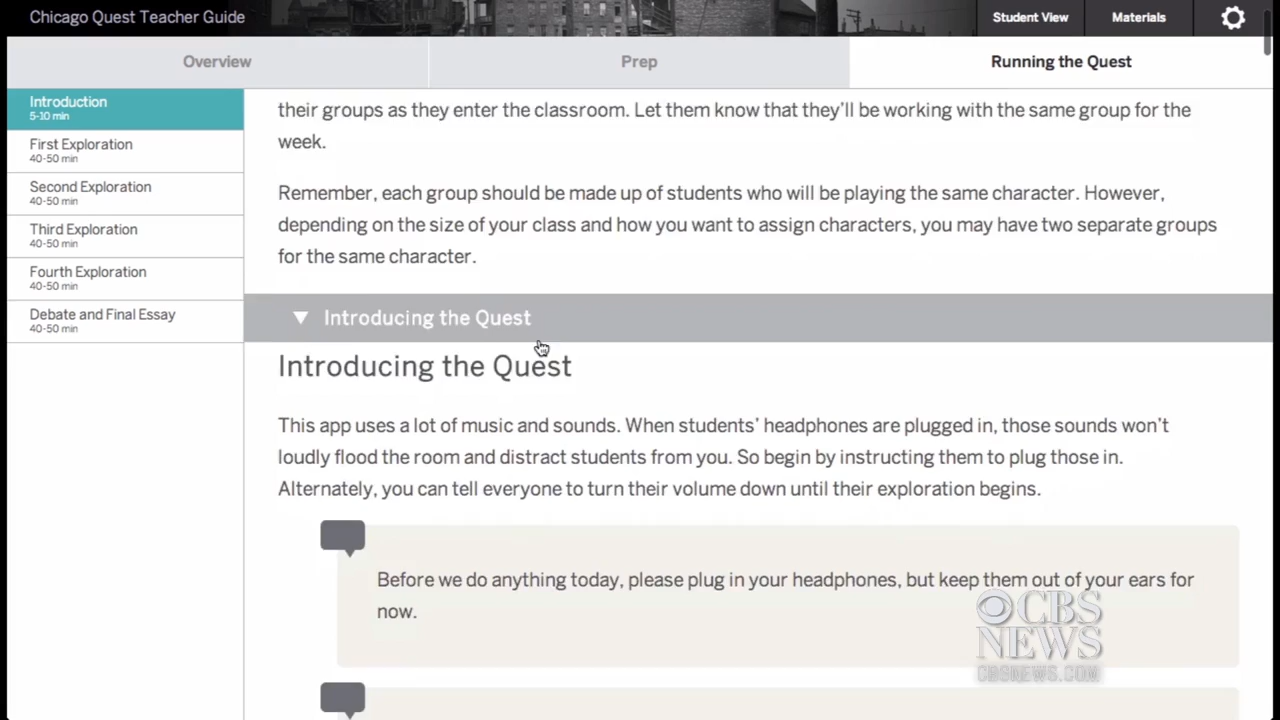 Chicago Quest Teacher Guide
Student View
Materials
Overview
Prep
Running the Quest
Introduction
5-10 min
First Exploration
40-50 min
Second Exploration
40-50 min
Third Exploration
40-50 min
Fourth Exploration
40-50 min
Debate and Final Essay
40-50 min
their groups as they enter the classroom. Let them know that they’ll be working with the same group for the
week.
Remember, each group should be made up of students who will be playing the same character. However,
depending on the size of your class and how you want to assign characters, you may have two separate groups
for the same character.
Introducing the Quest
Introducing the Quest
This app uses a lot of music and sounds. When students’ headphones are plugged in, those sounds won’t
loudly flood the room and distract students from you. So begin by instructing them to plug those in.
Alternately, you can tell everyone to turn their volume down until their exploration begins.
Before we do anything today, please plug in your headphones, but keep them out of your ears for
now.
CBS
NEWS
CBSNEWS.COM